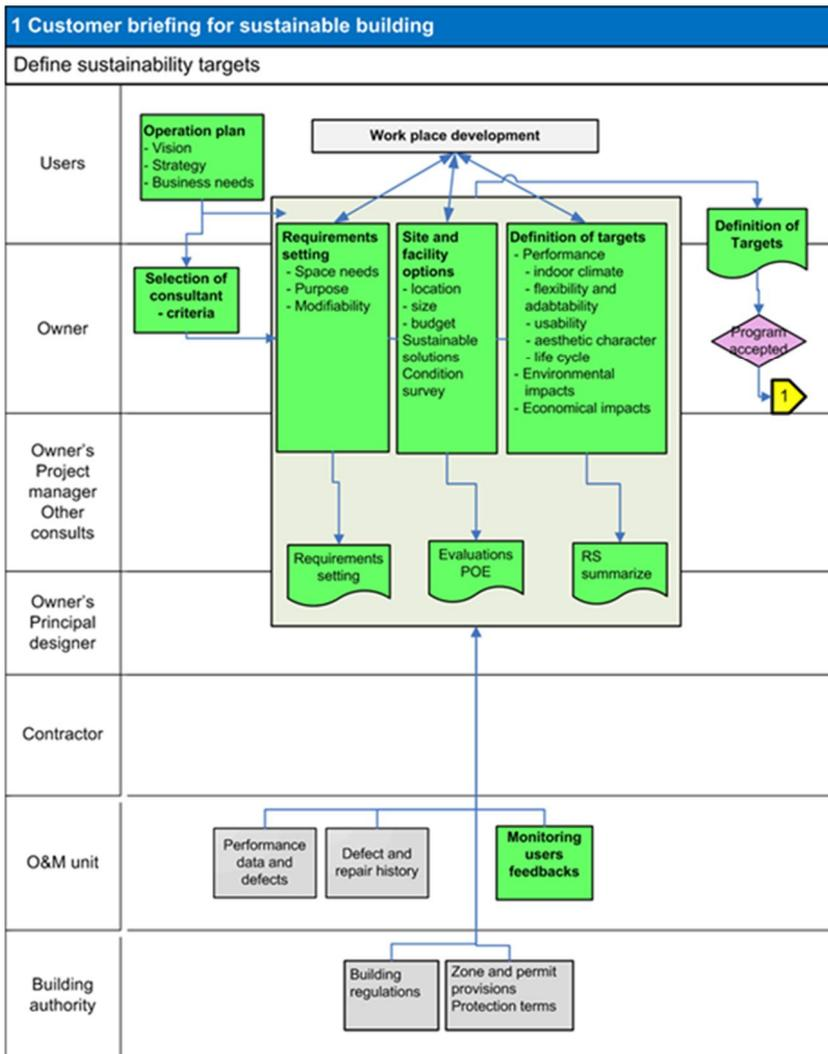 1 Customer briefing for sustainable building
Define sustainability targets
Users
Operation plan
- Vision
- Strategy
- Business needs
Work place development
Definition of
Targets
Owner
Selection of
consultant
- criteria
Requirements
setting
- Space needs
- Purpose
- Modifiability
Site and
facility
options
- location
- size
- budget
Sustainable
solutions
Condition
survey
Definition of targets
- Performance
- indoor climate
- flexibility and
adabtability
- usability
- aesthetic character
- life cycle
- Environmental
impacts
- Economical impacts
Program
accepted
1
Owner's
Project
manager
Other
consults
Requirements
setting
Evaluations
POE
RS
summarize
Owner's
Principal
designer
Contractor
O&M unit
Performance
data and
defects
Defect and
repair history
Monitoring
users
feedbacks
Building
authority
Building
regulations
Zone and permit
provisions
Protection terms